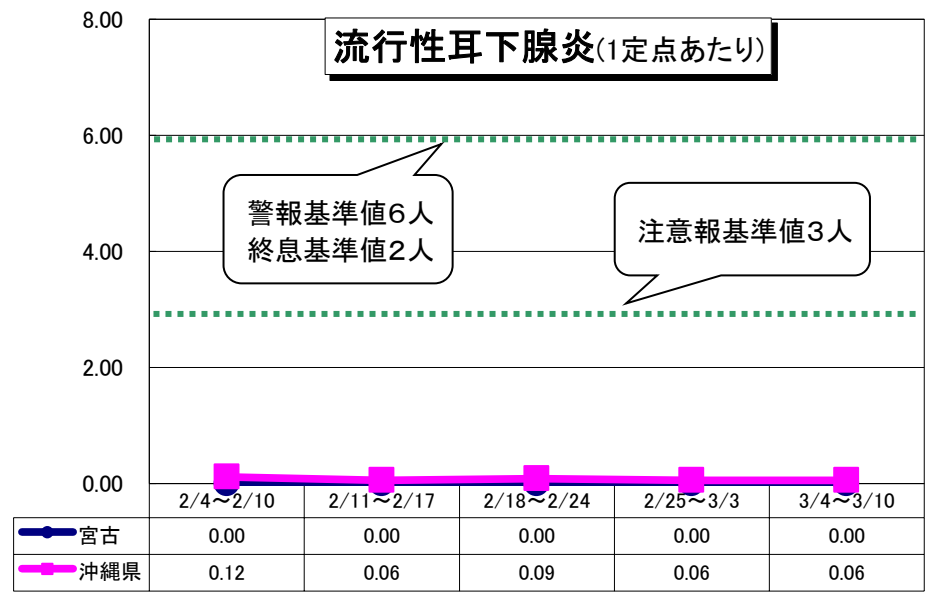 流行性耳下腺炎(1定点あたり)
8.00
6.00
4.00
2.00
0.00
警報基準値6人
終息基準値2人
注意報基準値3人
2/4～2/10 2/11～2/17 2/18～2/24 2/25～3/3 3/4～3/10
宮古 0.00 0.00 0.00 0.00 0.00
沖縄県 0.12 0.06 0.09 0.06 0.06